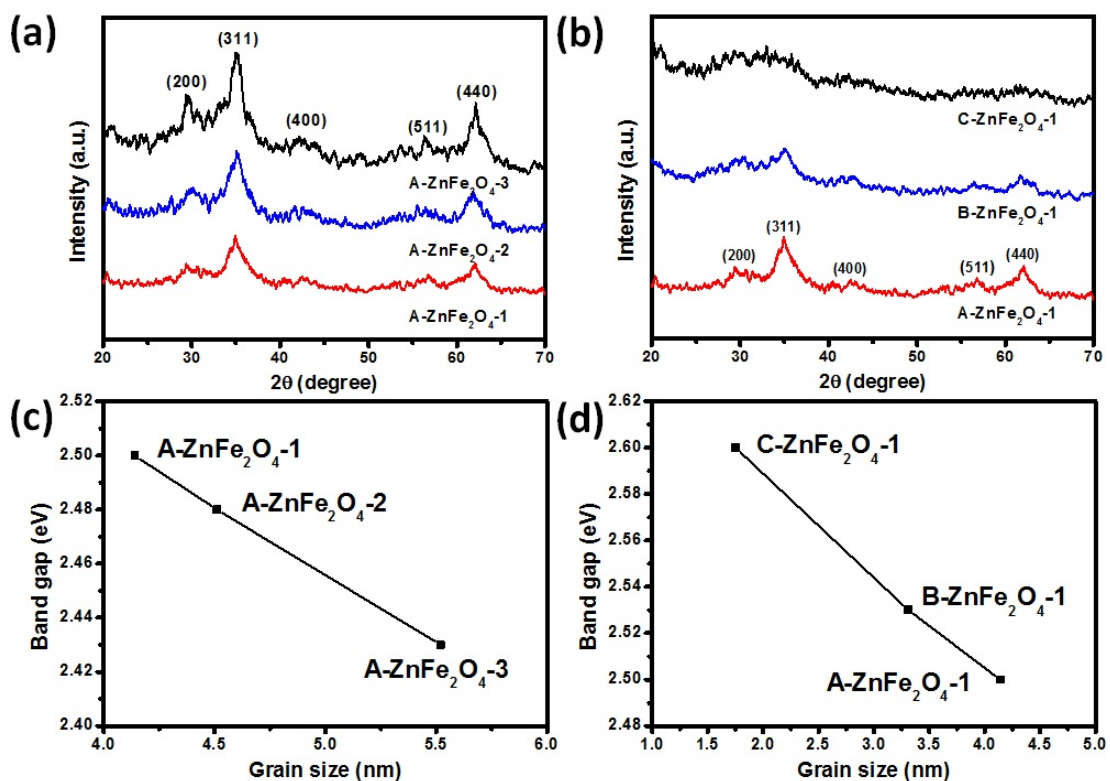 (a)
(311)
(200)
(400)
(511)
(440)
A-ZnFe₂O₄-3
A-ZnFe₂O₄-2
A-ZnFe₂O₄-1
Intensity (a.u.)
20 30 40 50 60 70
2θ (degree)
(b)
C-ZnFe₂O₄-1
B-ZnFe₂O₄-1
(311)
(200)
(400)
(511)
(440)
A-ZnFe₂O₄-1
Intensity (a.u.)
20 30 40 50 60 70
2θ (degree)
(c)
2.52
2.50
2.48
2.46
2.43
2.42
2.40
Band gap (eV)
A-ZnFe₂O₄-1
A-ZnFe₂O₄-2
A-ZnFe₂O₄-3
4.0 4.5 5.0 5.5 6.0
Grain size (nm)
(d)
2.62
2.60
2.58
2.56
2.53
2.52
2.50
2.48
Band gap (eV)
C-ZnFe₂O₄-1
B-ZnFe₂O₄-1
A-ZnFe₂O₄-1
1.0 1.5 2.0 2.5 3.0 3.5 4.0 4.5 5.0
Grain size (nm)